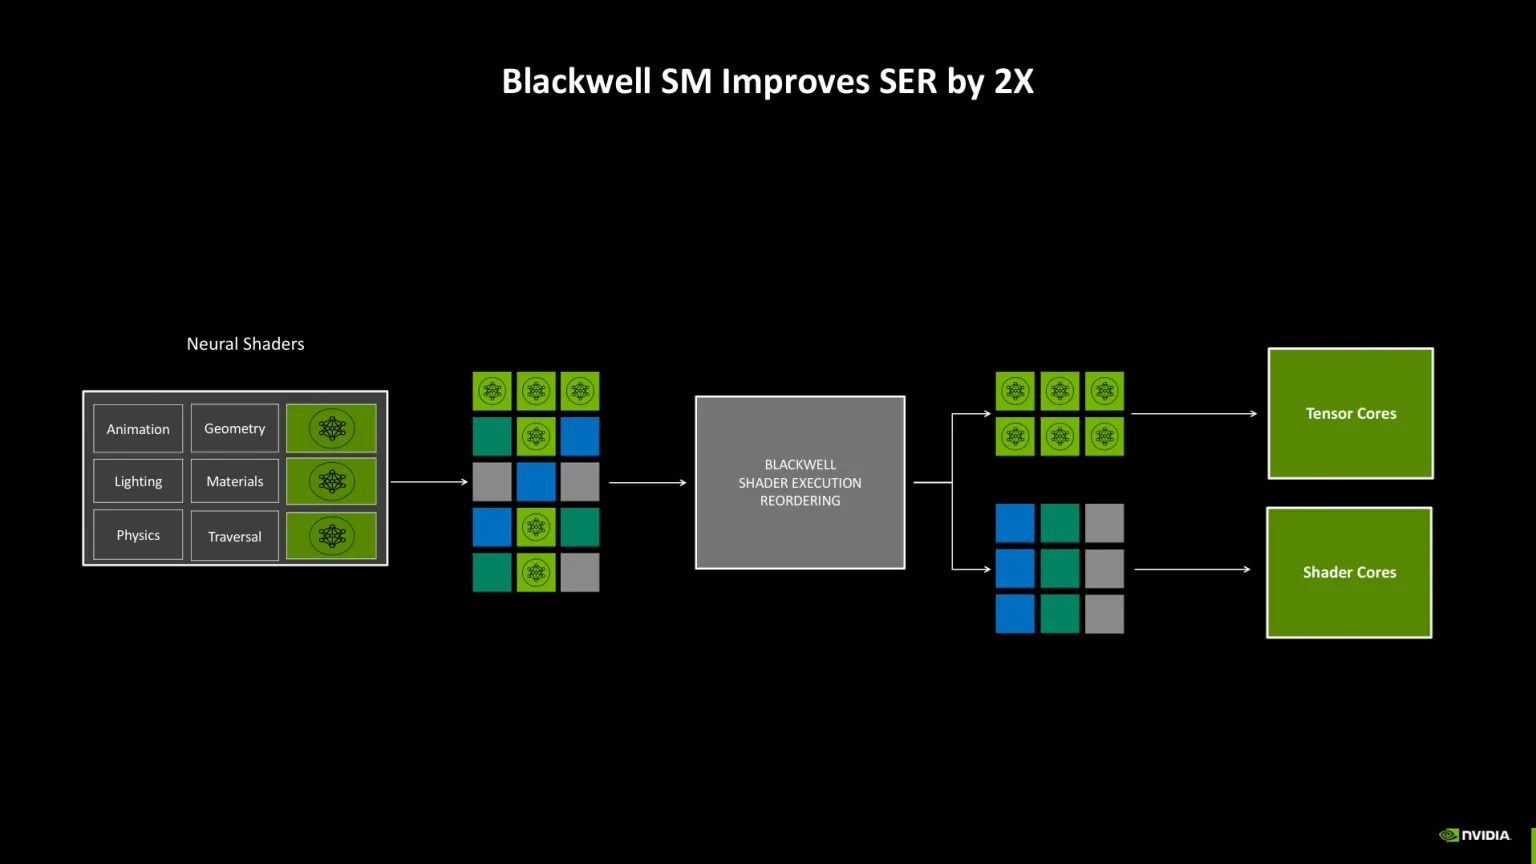 Blackwell SM Improves SER by 2X
Neural Shaders
Animation
Geometry
Lighting
Materials
Physics
Traversal
BLACKWELL
SHADER EXECUTION
REORDERING
Tensor Cores
Shader Cores
NVIDIA.